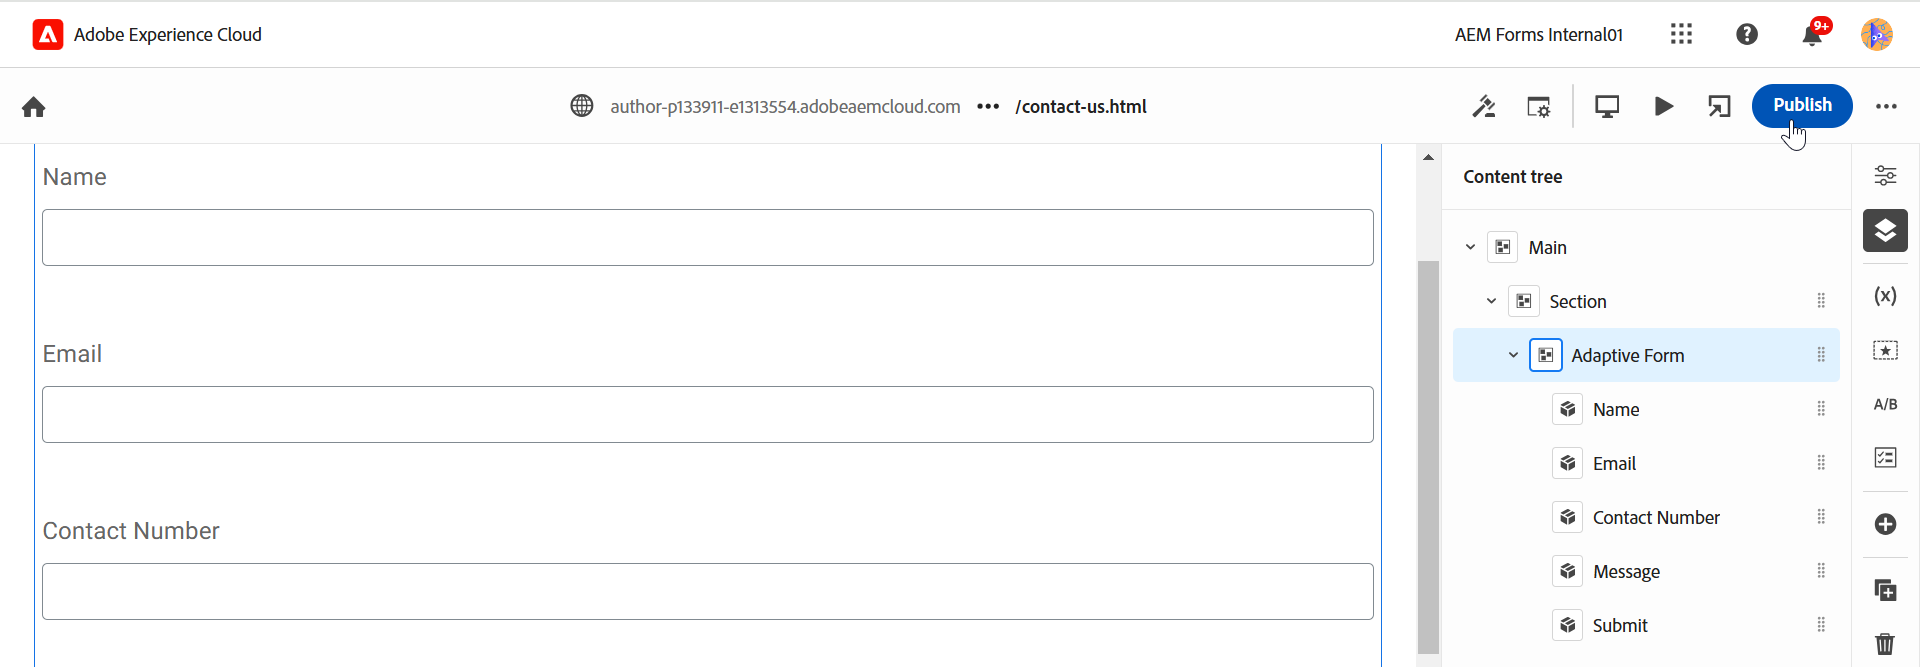 Adobe Experience Cloud
AEM Forms Internal01
9+
author-p133911-e1313554.adobeaemcloud.com ••• /contact-us.html
Publish
Name
Email
Contact Number
Content tree
Main
Section
Adaptive Form
Name
Email
Contact Number
Message
Submit
(x)
A/B